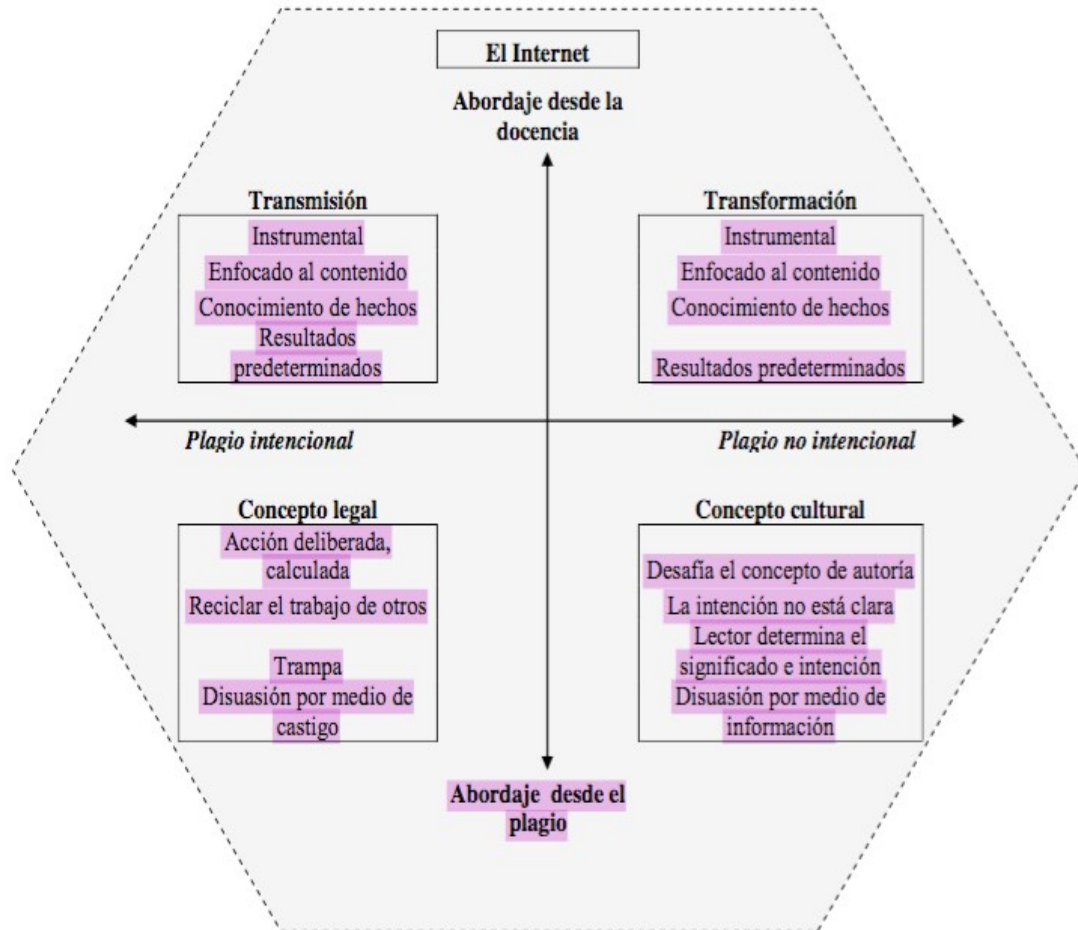 El Internet
Abordaje desde la
docencia
Transmisión
Instrumental
Enfocado al contenido
Conocimiento de hechos
Resultados
predeterminados
Transformación
Instrumental
Enfocado al contenido
Conocimiento de hechos
Resultados predeterminados
Plagio intencional
Plagio no intencional
Concepto legal
Acción deliberada,
calculada
Reciclar el trabajo de otros
Trampa
Disuasión por medio de
castigo
Concepto cultural
Desafía el concepto de autoría
La intención no está clara
Lector determina el
significado e intención
Disuasión por medio de
información
Abordaje desde el
plagio